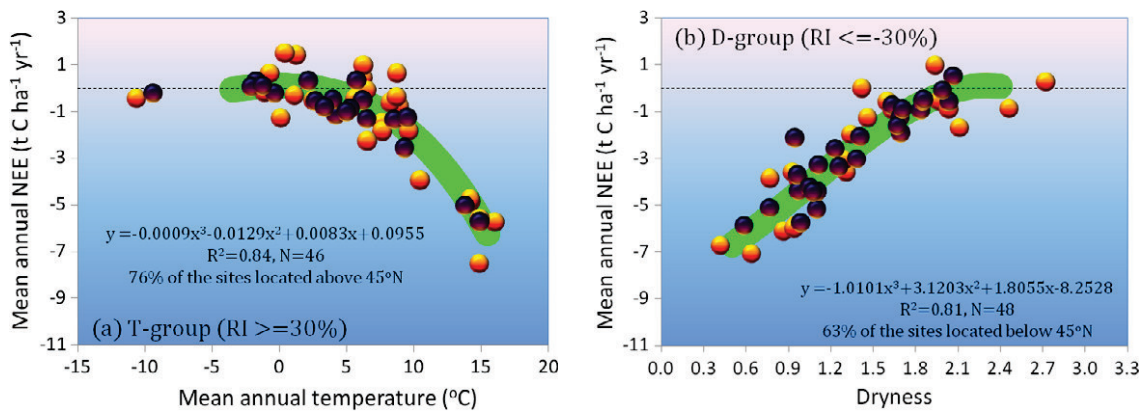 3
1
-1
-3
-5
-7
-9
-11
Mean annual NEE (t C ha⁻¹ yr⁻¹)
y =-0.0009x³-0.0129x²+0.0083x+0.0955
R²=0.84, N=46
76% of the sites located above 45°N
(a) T-group (RI >=30%)
-15 -10 -5 0 5 10 15 20
Mean annual temperature (°C)
3
1
-1
-3
-5
-7
-9
-11
Mean annual NEE (t C ha⁻¹ yr⁻¹)
(b) D-group (RI <=-30%)
y =-1.0101x³+3.1203x²+1.8055x-8.2528
R²=0.81, N=48
63% of the sites located below 45°N
0.0 0.3 0.6 0.9 1.2 1.5 1.8 2.1 2.4 2.7 3.0 3.3
Dryness